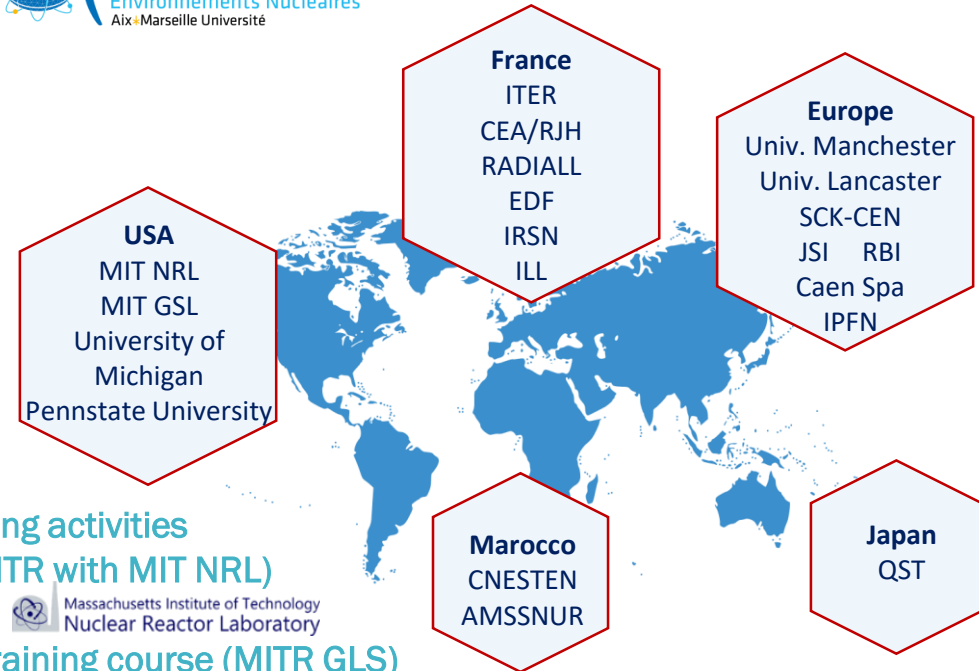 Environnements Nucléaires
Aix✶Marseille Université
France
ITER
CEA/RJH
RADIALL
EDF
IRSN
ILL
Europe
Univ. Manchester
Univ. Lancaster
SCK-CEN
JSI RBI
Caen Spa
IPFN
USA
MIT NRL
MIT GSL
University of
Michigan
Pennstate University
Marocco
CNESTEN
AMSSNUR
Japan
QST
ng activities
ITR with MIT NRL)
Massachusetts Institute of Technology
Nuclear Reactor Laboratory
raining course (MITR GLS)